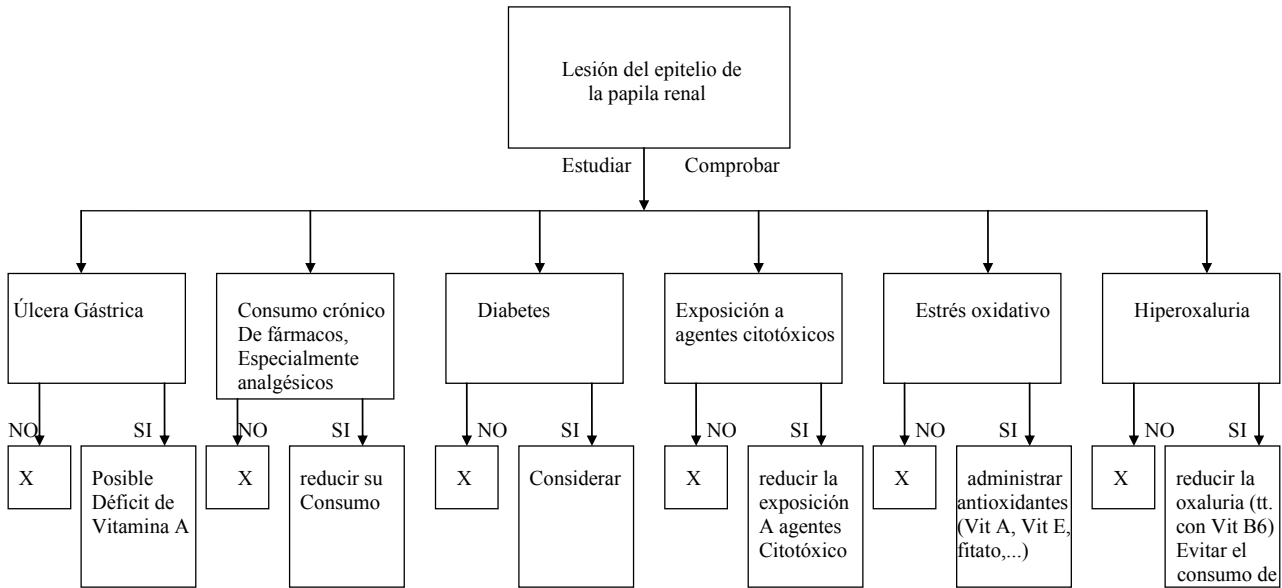 Lesión del epitelio de
la papila renal
Estudiar Comprobar
Úlcera Gástrica
Consumo crónico
De fármacos,
Especialmente
analgésicos
Diabetes
Exposición a
agentes citotóxicos
Estrés oxidativo
Hiperoxaluria
NO SI NO SI NO SI NO SI NO SI NO SI
X
Posible
Déficit de
Vitamina A
X
reducir su
Consumo
X
Considerar
X
reducir la
exposición
A agentes
Citotóxico
X
administrar
antioxidantes
(Vit A, Vit E,
fitato,...)
X
reducir la
oxaluria (tt.
con Vit B6)
Evitar el
consumo de